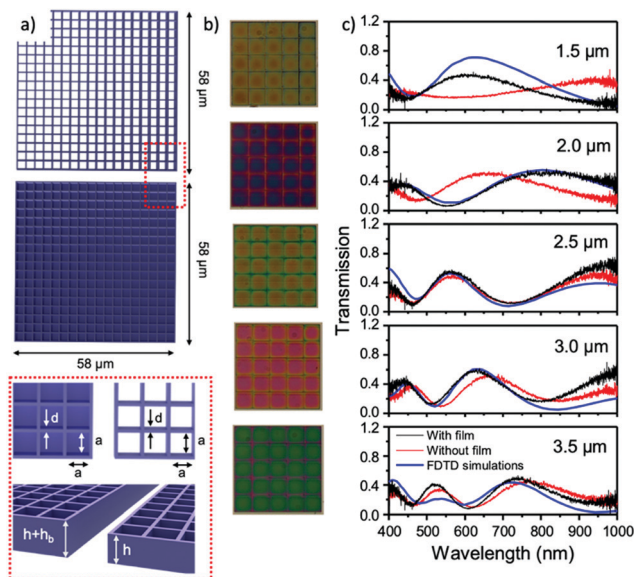 a)
58 µm
58 µm
58 µm
d
a
a
d
a
a
h+hb
h
b)
c)
Transmission
1.2
0.8
0.4
0.0
1.5 µm
1.2
0.8
0.4
0.0
2.0 µm
1.2
0.8
0.4
0.0
2.5 µm
1.2
0.8
0.4
0.0
3.0 µm
1.2
0.8
0.4
0.0
3.5 µm
With film
Without film
FDTD simulations
400 500 600 700 800 900 1000
Wavelength (nm)